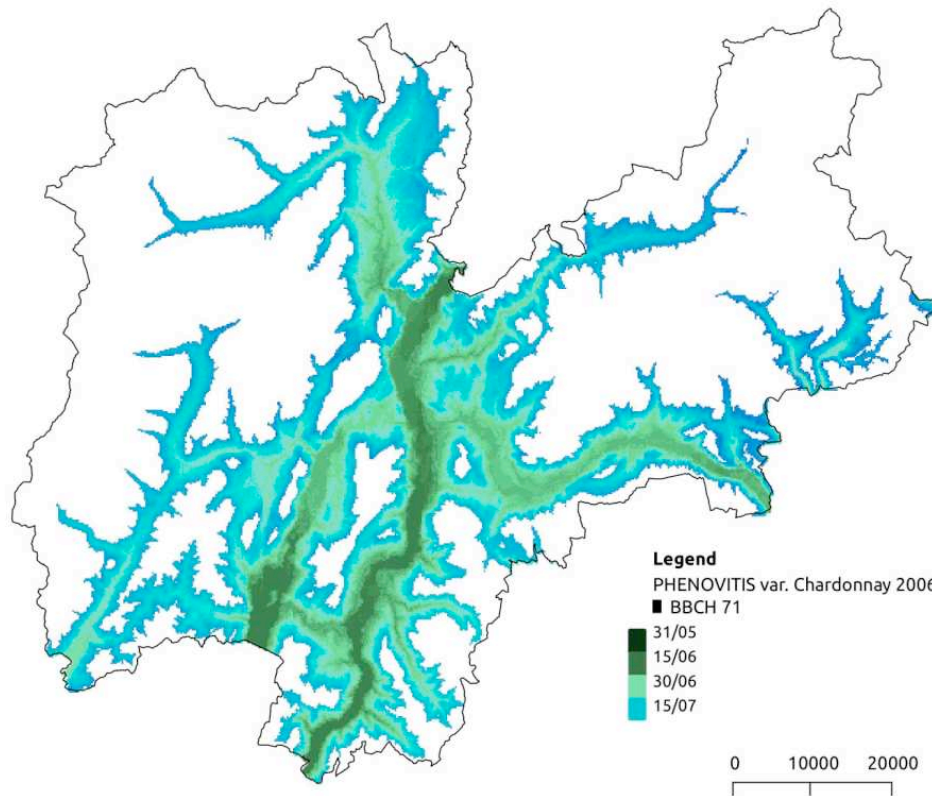 Legend
PHENOVITIS var. Chardonnay 2006
BBCH 71
31/05
15/06
30/06
15/07
0 10000 20000